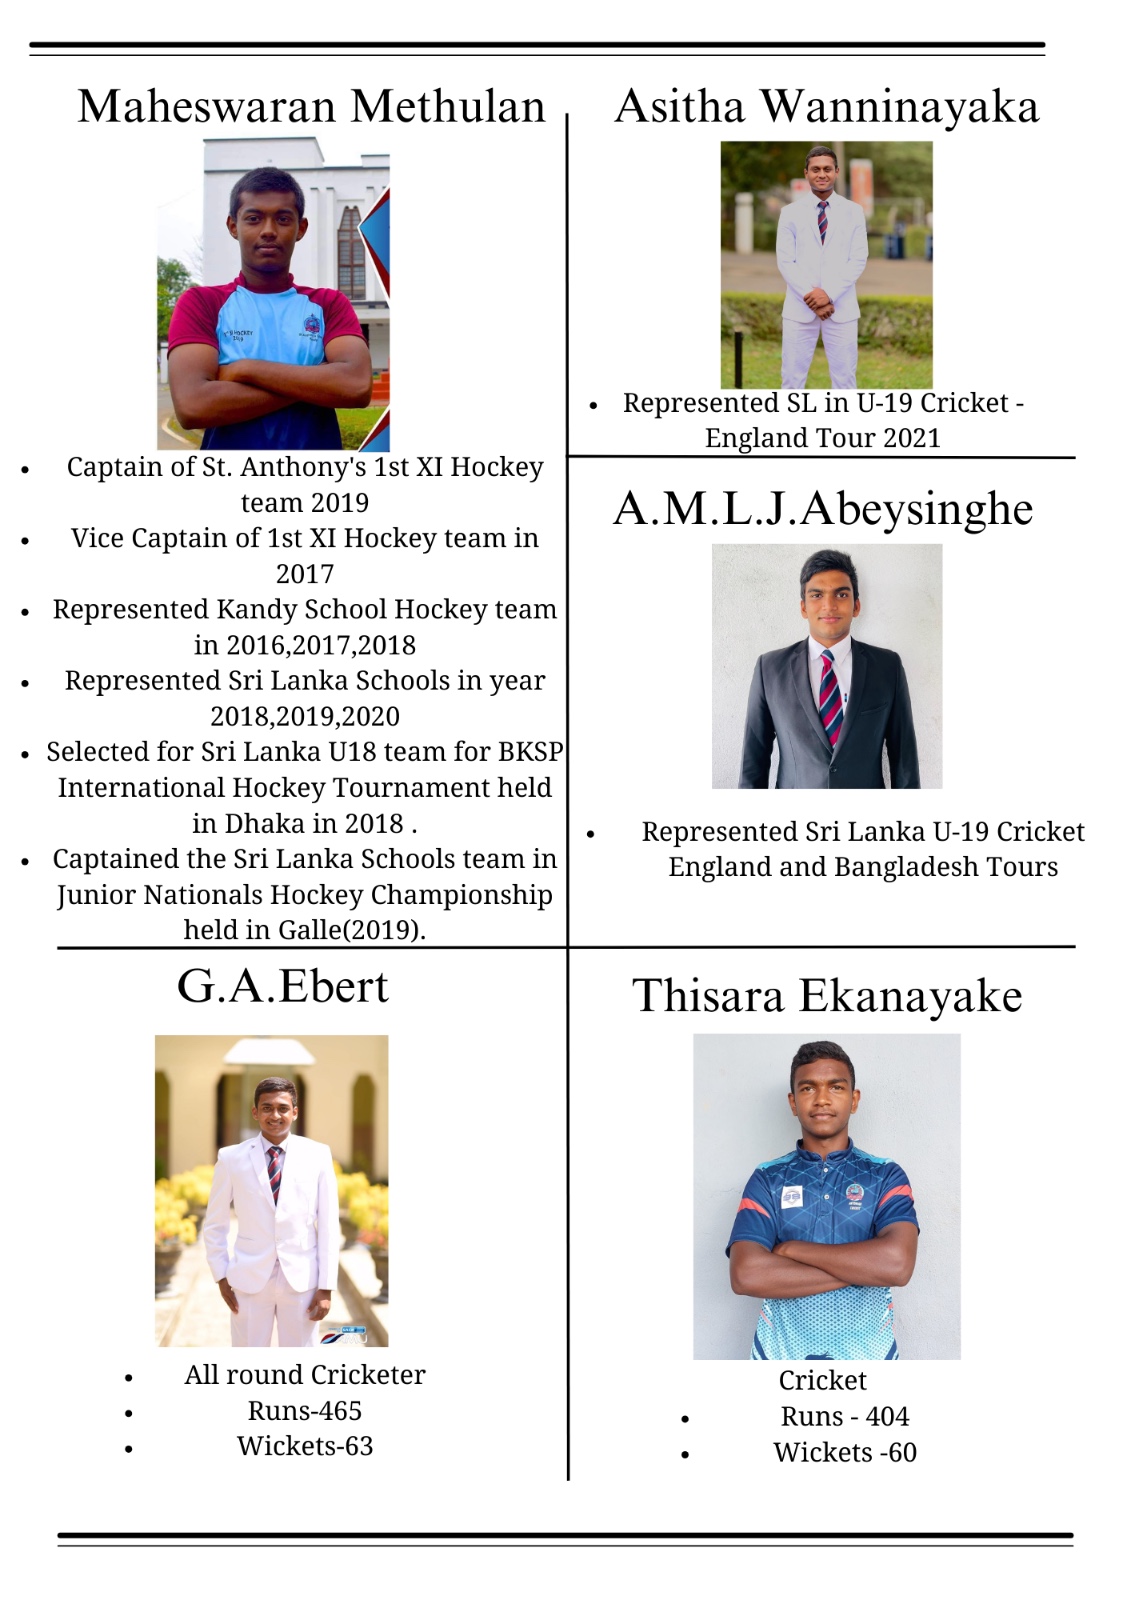 Maheswaran Methulan
• Captain of St. Anthony's 1st XI Hockey
team 2019
• Vice Captain of 1st XI Hockey team in
2017
• Represented Kandy School Hockey team
in 2016,2017,2018
• Represented Sri Lanka Schools in year
2018,2019,2020
• Selected for Sri Lanka U18 team for BKSP
International Hockey Tournament held
in Dhaka in 2018 .
• Captained the Sri Lanka Schools team in
Junior Nationals Hockey Championship
held in Galle(2019).
Asitha Wanninayaka
• Represented SL in U-19 Cricket -
England Tour 2021
A.M.L.J.Abeysinghe
• Represented Sri Lanka U-19 Cricket
England and Bangladesh Tours
G.A.Ebert
• All round Cricketer
• Runs-465
• Wickets-63
Thisara Ekanayake
Cricket
• Runs - 404
• Wickets -60